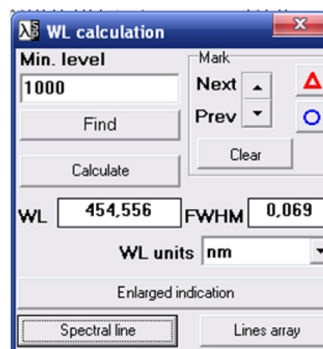 WL calculation
Min. level
1000
Find
Calculate
Mark
Next
Prev
Clear
WL 454,556 FWHM 0,069
WL units nm
Enlarged indication
Spectral line Lines array